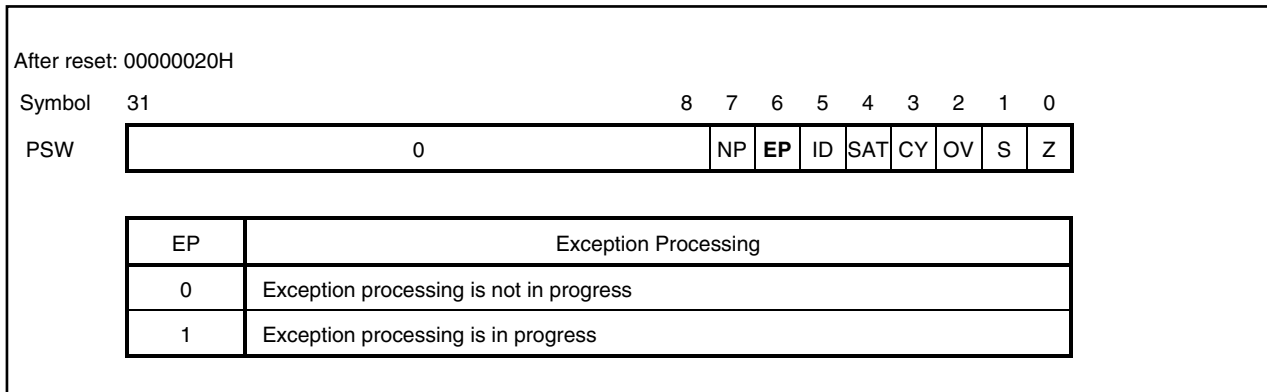 After reset: 00000020H
Symbol 31 8 7 6 5 4 3 2 1 0
PSW 0 NP EP ID SAT CY OV S Z
EP Exception Processing
0 Exception processing is not in progress
1 Exception processing is in progress